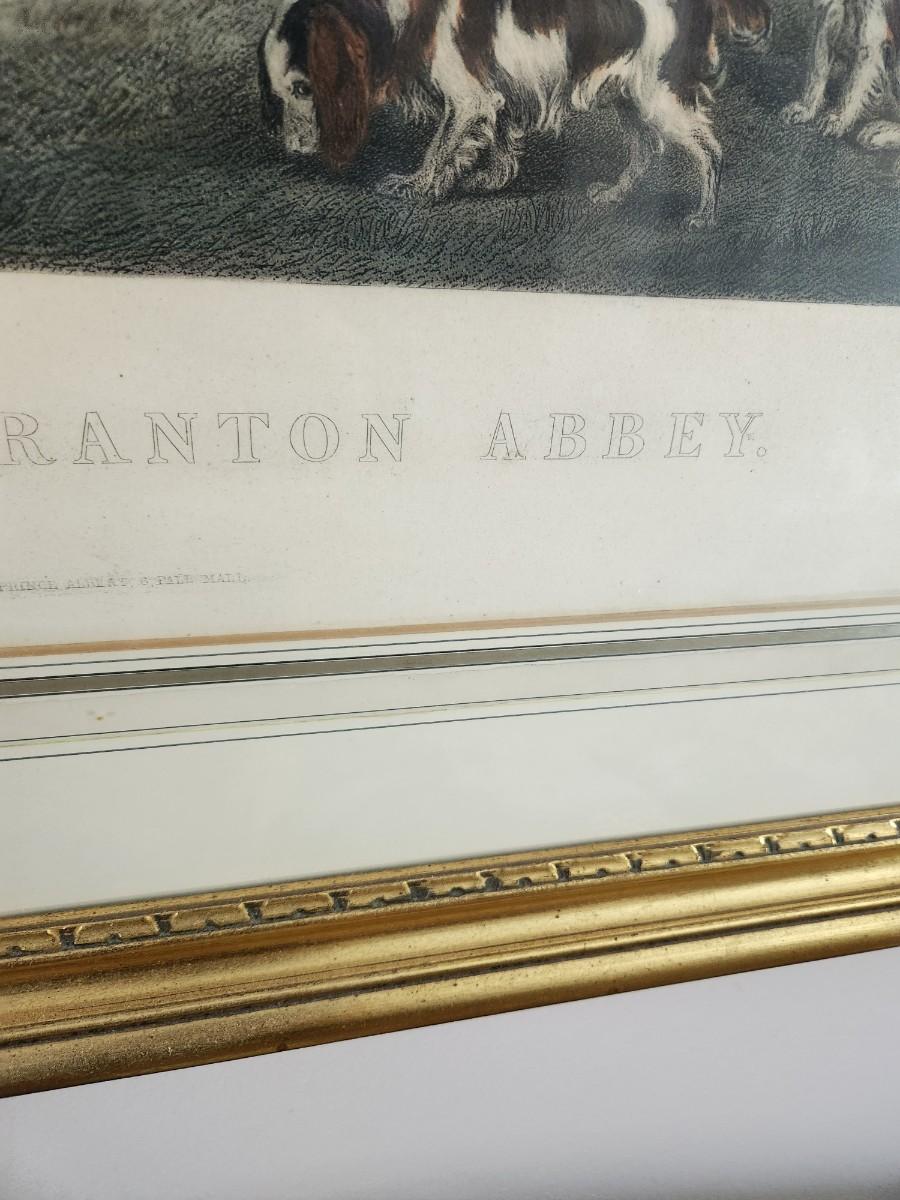 RANTON ABBEY.
PRINCE ALBERT, 6, PALL MALL.